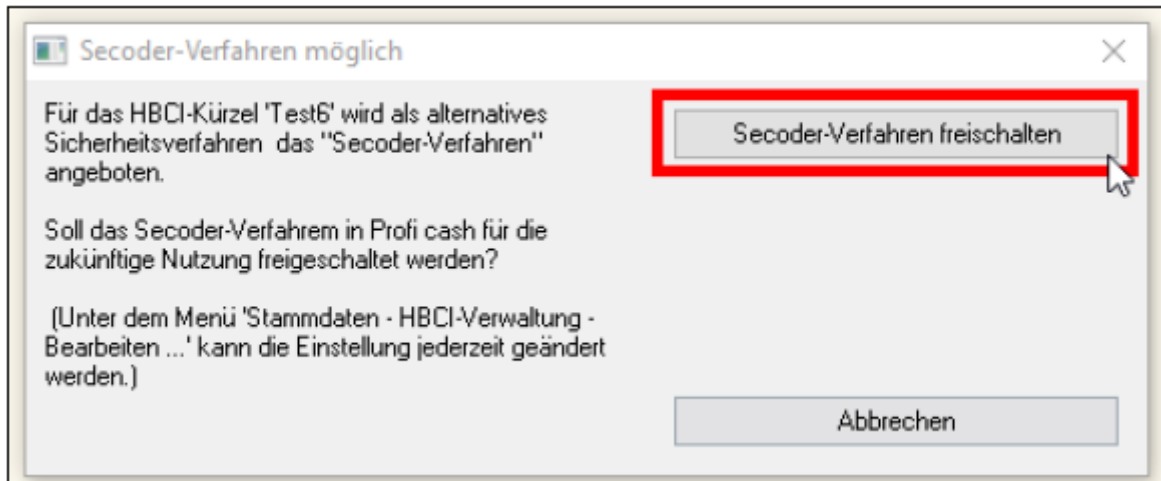 Secoder-Verfahren möglich
Für das HBCI-Kürzel 'Test6' wird als alternatives
Sicherheitsverfahren das "Secoder-Verfahren"
angeboten.
Secoder-Verfahren freischalten
Soll das Secoder-Verfahrem in Profi cash für die
zukünftige Nutzung freigeschaltet werden?
(Unter dem Menü 'Stammdaten - HBCI-Verwaltung -
Bearbeiten ...' kann die Einstellung jederzeit geändert
werden.)
Abbrechen